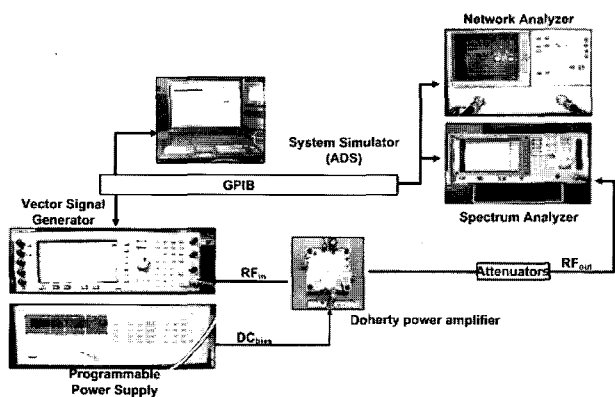 Network Analyzer
System Simulator
(ADS)
GPIB
Vector Signal
Generator
Spectrum Analyzer
RFin
Attenuators
RFout
Doherty power amplifier
DCbias
Programmable
Power Supply